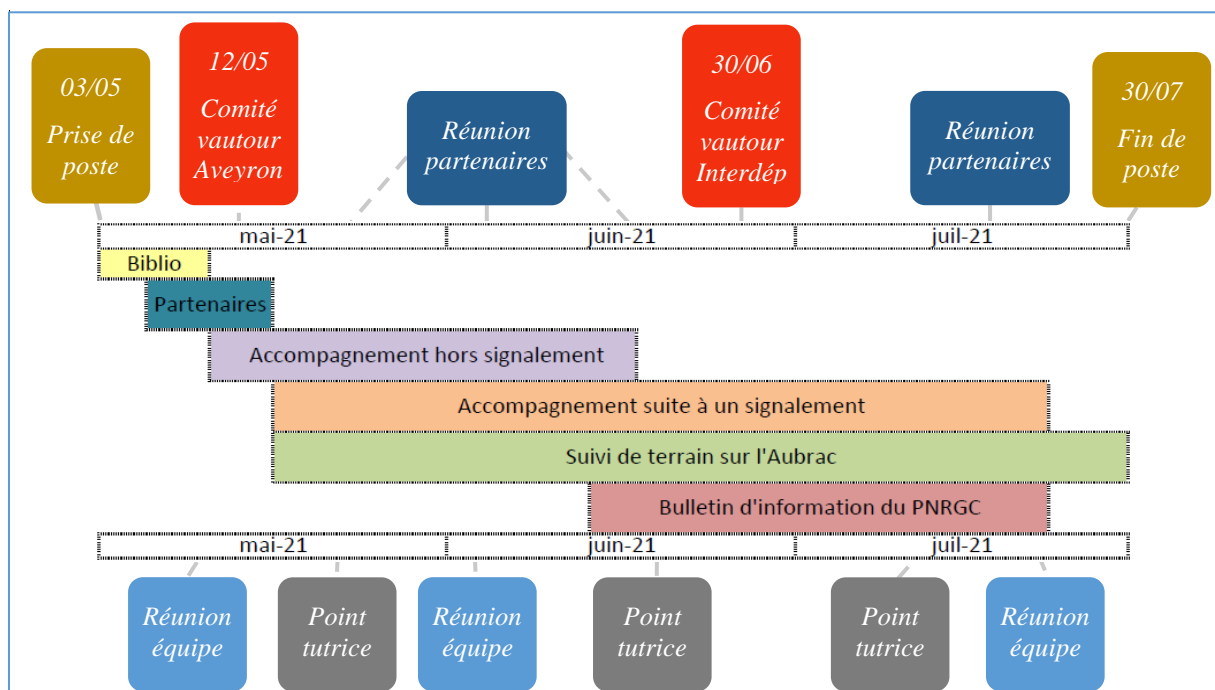 03/05
Prise de
poste
12/05
Comité
vautour
Aveyron
Réunion
partenaires
30/06
Comité
vautour
Interdép
Réunion
partenaires
30/07
Fin de
poste
mai-21
juin-21
juil-21
Biblio
Partenaires
Accompagnement hors signalement
Accompagnement suite à un signalement
Suivi de terrain sur l'Aubrac
Bulletin d'information du PNRGC
mai-21
juin-21
juil-21
Réunion
équipe
Point
tutrice
Réunion
équipe
Point
tutrice
Point
tutrice
Réunion
équipe